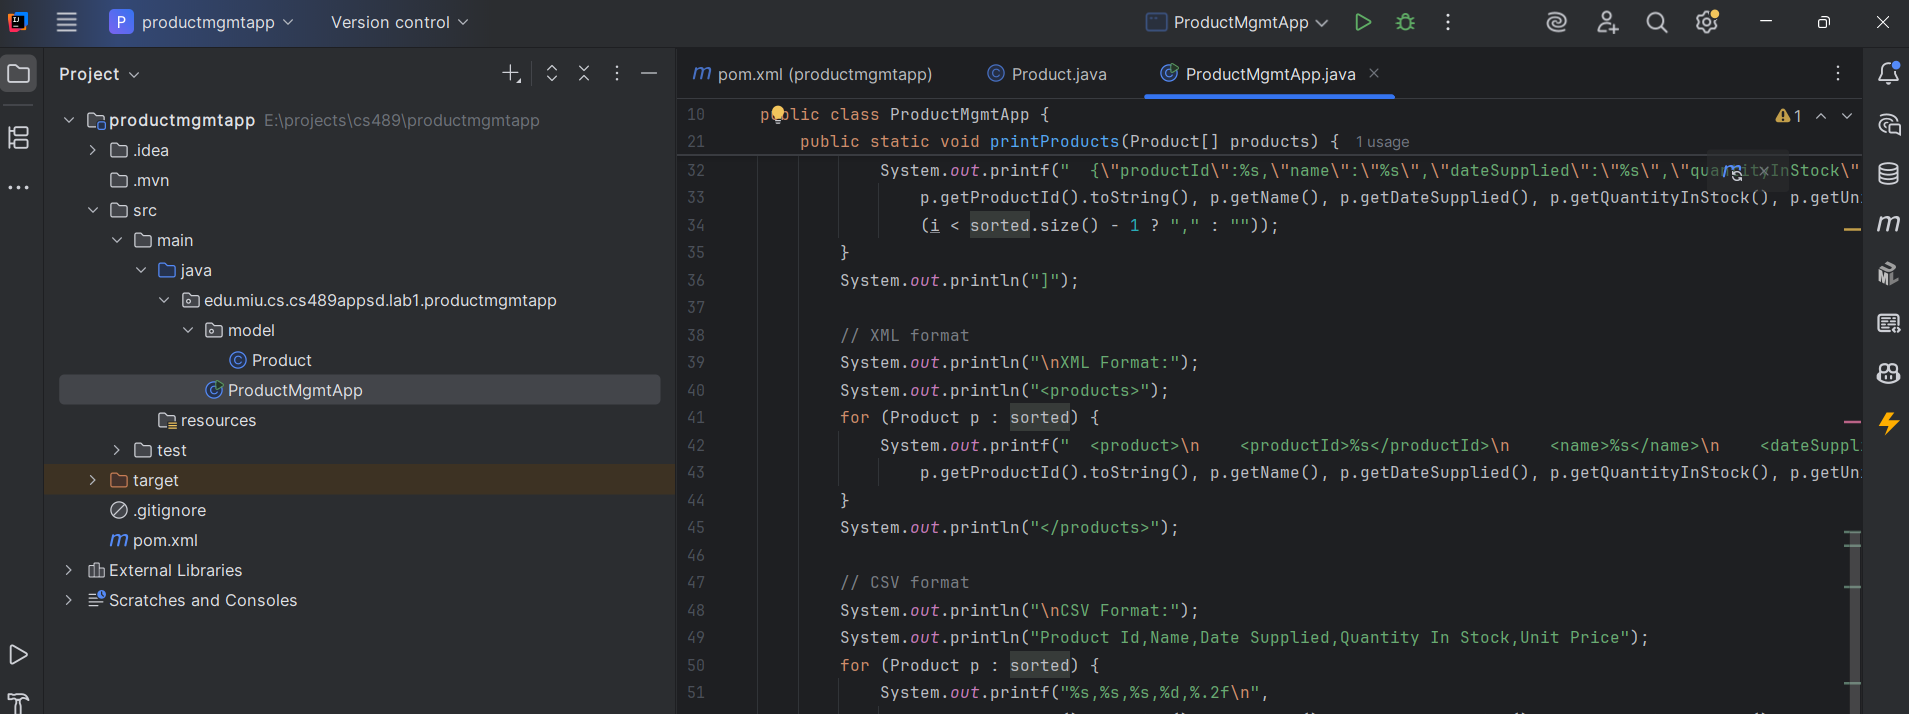 P productmgmtapp Version control ProductMgmtApp
Project
pom.xml (productmgmtapp) Product.java ProductMgmtApp.java
productmgmtapp E:\projects\cs489\productmgmtapp
.idea
.mvn
src
main
java
edu.miu.cs.cs489appsd.lab1.productmgmtapp
model
Product
ProductMgmtApp
resources
test
target
.gitignore
pom.xml
External Libraries
Scratches and Consoles
10 public class ProductMgmtApp { 1
21 public static void printProducts(Product[] products) { 1 usage
32 System.out.printf("  {\"productId\":%s,\"name\":\"%s\",\"dateSupplied\":\"%s\",\"quantityInStock\"
33 p.getProductId().toString(), p.getName(), p.getDateSupplied(), p.getQuantityInStock(), p.getUni
34 (i < sorted.size() - 1 ? "," : ""));
35 }
36 System.out.println("]");
37
38 // XML format
39 System.out.println("\nXML Format:");
40 System.out.println("<products>");
41 for (Product p : sorted) {
42 System.out.printf("  <product>\n    <productId>%s</productId>\n    <name>%s</name>\n    <dateSuppl
43 p.getProductId().toString(), p.getName(), p.getDateSupplied(), p.getQuantityInStock(), p.getUni
44 }
45 System.out.println("</products>");
46
47 // CSV format
48 System.out.println("\nCSV Format:");
49 System.out.println("Product Id,Name,Date Supplied,Quantity In Stock,Unit Price");
50 for (Product p : sorted) {
51 System.out.printf("%s,%s,%s,%d,%.2f\n",